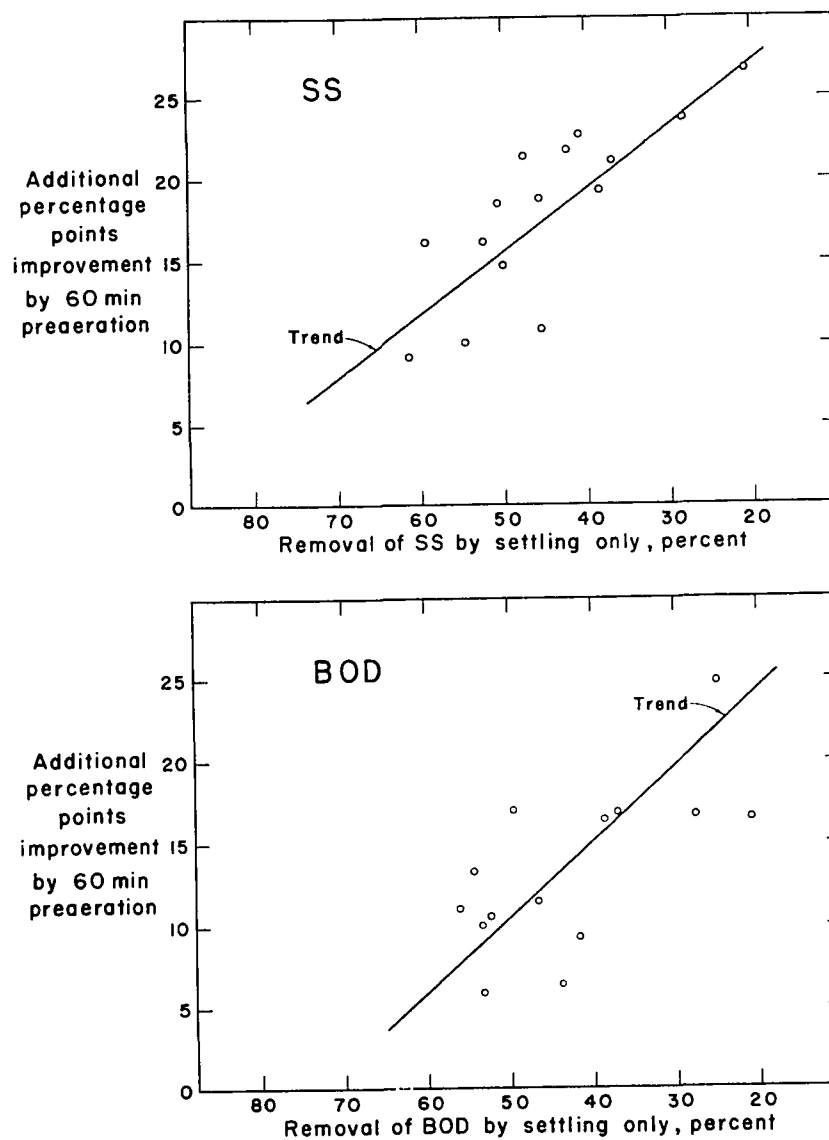 SS
25
20
15
10
5
0
Additional
percentage
points
improvement
by 60 min
preaeration
Trend
80 70 60 50 40 30 20
Removal of SS by settling only, percent
BOD
25
20
15
10
5
0
Additional
percentage
points
improvement
by 60 min
preaeration
Trend
80 70 60 50 40 30 20
Removal of BOD by settling only, percent